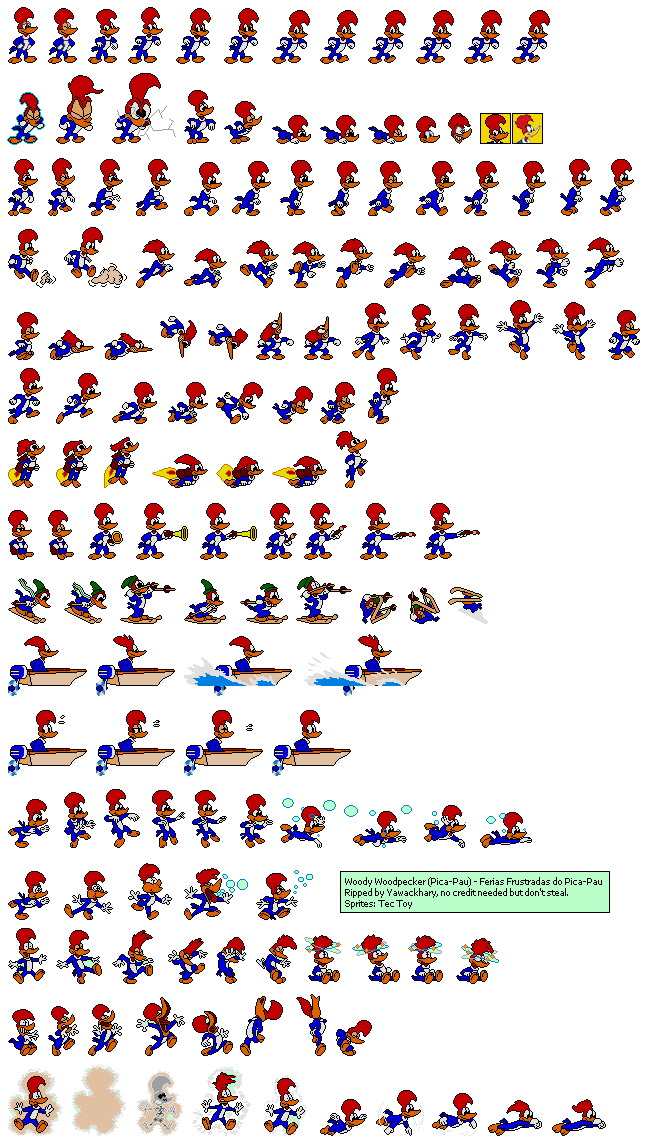 Woody Woodpecker (Pica-Pau) - Ferias Frustradas do Pica-Pau
Ripped by Yawackhary, no credit needed but don't steal.
Sprites: Tec Toy